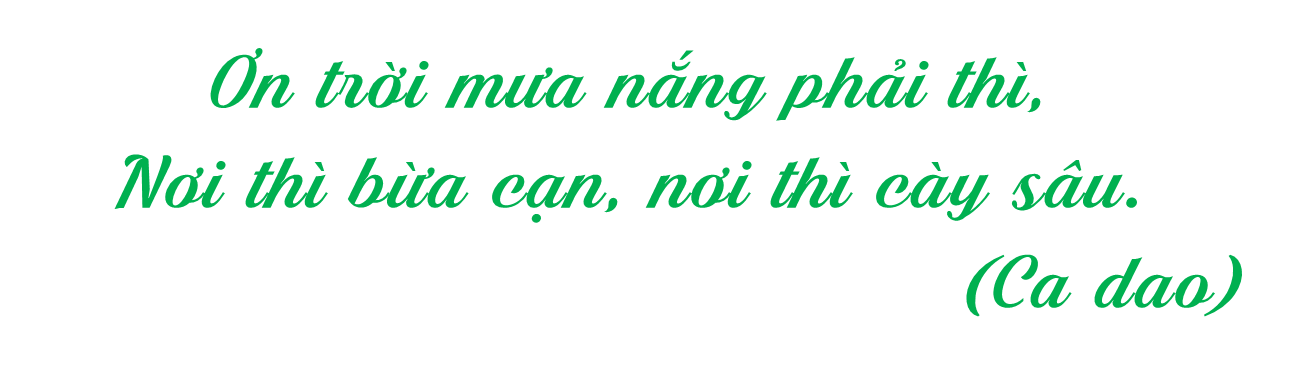 Ơn trời mưa nắng phải thì,
Nơi thì bừa cạn, nơi thì cày sâu.
(Ca dao)